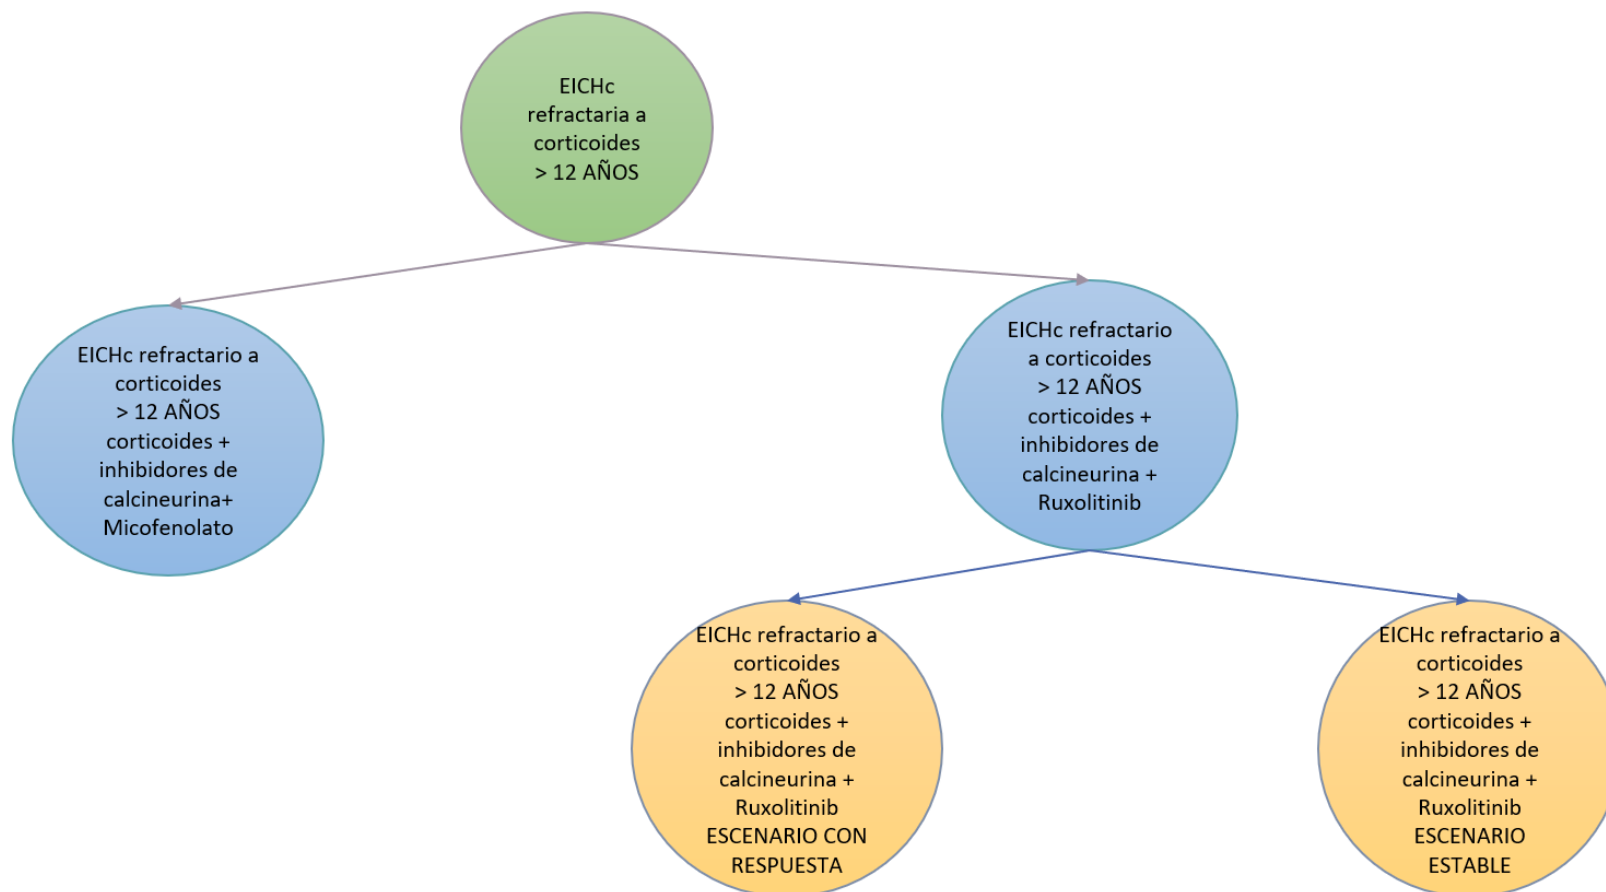 EICHc
refractaria a
corticoides
> 12 AÑOS
EICHc refractario a
corticoides
> 12 AÑOS
corticoides +
inhibidores de
calcineurina+
Micofenolato
EICHc refractario
a corticoides
> 12 AÑOS
corticoides +
inhibidores de
calcineurina +
Ruxolitinib
EICHc refractario a
corticoides
> 12 AÑOS
corticoides +
inhibidores de
calcineurina +
Ruxolitinib
ESCENARIO CON
RESPUESTA
EICHc refractario a
corticoides
> 12 AÑOS
corticoides +
inhibidores de
calcineurina +
Ruxolitinib
ESCENARIO
ESTABLE